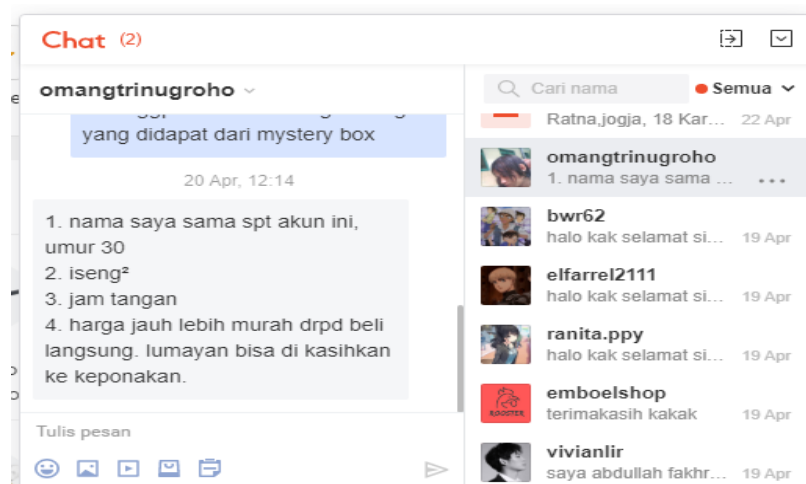 Chat (2)
omangtrinugroho
yang didapat dari mystery box
20 Apr, 12:14
1. nama saya sama spt akun ini,
umur 30
2. iseng²
3. jam tangan
4. harga jauh lebih murah drpd beli
langsung. lumayan bisa di kasihkan
ke keponakan.
Tulis pesan
Cari nama
Semua
Ratna,jogja, 18 Kar... 22 Apr
omangtrinugroho
1. nama saya sama ...
bwr62
halo kak selamat si... 19 Apr
elfarrel2111
halo kak selamat si... 19 Apr
ranita.ppy
halo kak selamat si... 19 Apr
ROOSTER
emboelshop
terimakasih kakak 19 Apr
vivianlir
saya abdullah fakhr... 19 Apr